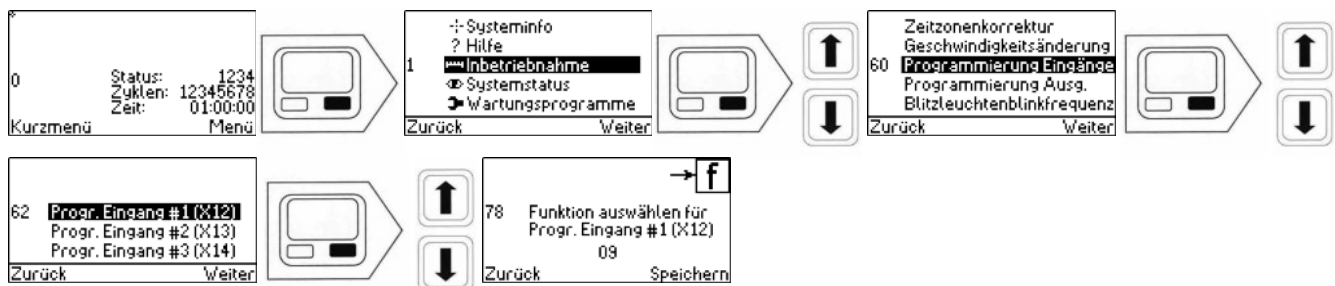 0
Status: 1234
Zyklen: 12345678
Zeit: 01:00:00
Kurzmenü Menü
Systeminfo
? Hilfe
1 Inbetriebnahme
Systemstatus
Wartungsprogramme
Zurück Weiter
Zeitzonenkorrektur
Geschwindigkeitsänderung
60 Programmierung Eingänge
Programmierung Ausg.
Blitzleuchtenblinkfrequenz
Zurück Weiter
62 Progr. Eingang #1 (X12)
Progr. Eingang #2 (X13)
Progr. Eingang #3 (X14)
Zurück Weiter
f
78 Funktion auswählen für
Progr. Eingang #1 (X12)
09
Zurück Speichern